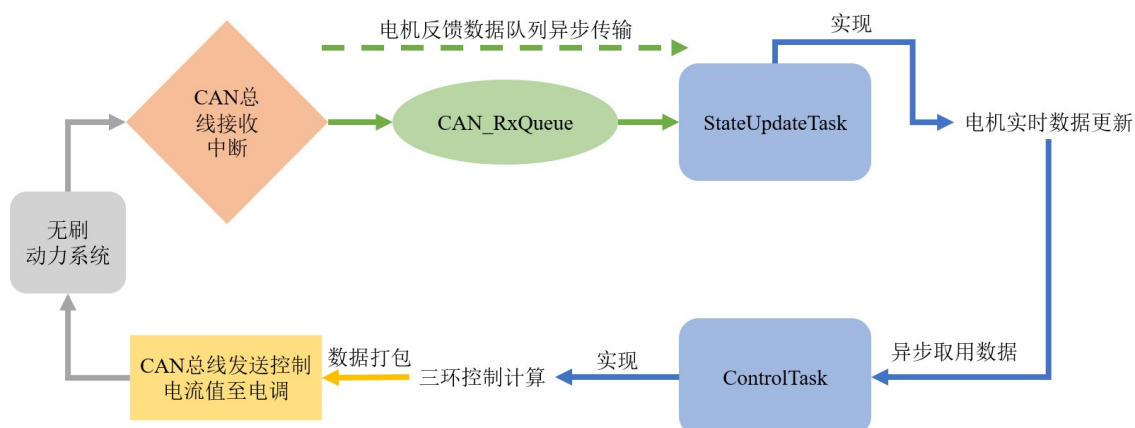 电机反馈数据队列异步传输
实现
CAN总
线接收
中断
CAN_RxQueue
StateUpdateTask
电机实时数据更新
无刷
动力系统
CAN总线发送控制
电流值至电调
数据打包
三环控制计算
实现
ControlTask
异步取用数据